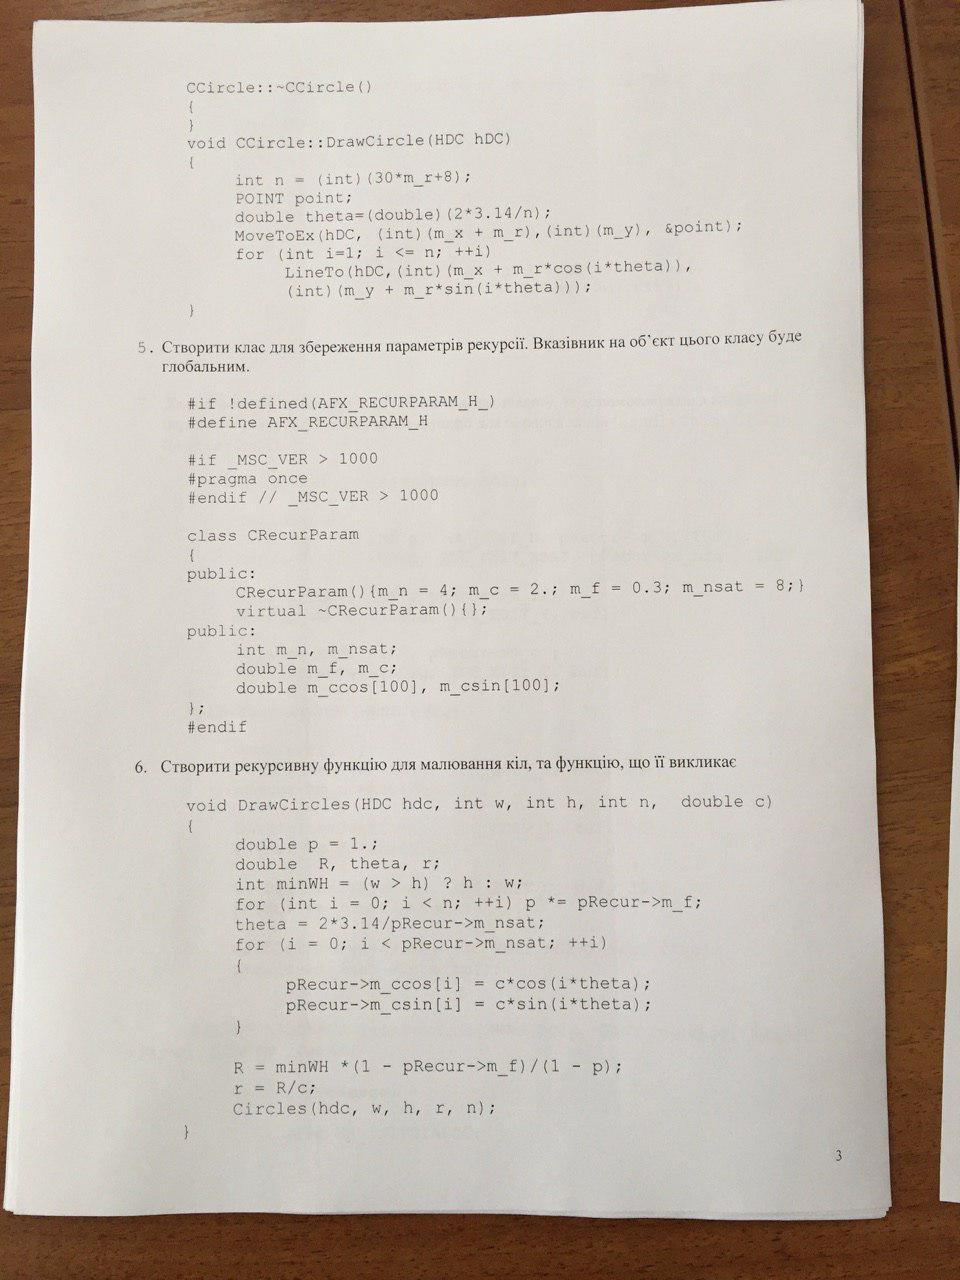 CCircle::~CCircle()
{
}
void CCircle::DrawCircle(HDC hDC)
{
int n = (int)(30*m_r+8);
POINT point;
double theta=(double)(2*3.14/n);
MoveToEx(hDC, (int)(m_x + m_r),(int)(m_y), &point);
for (int i=1; i <= n; ++i)
LineTo(hDC,(int)(m_x + m_r*cos(i*theta)),
(int)(m_y + m_r*sin(i*theta)));
}
5. Створити клас для збереження параметрів рекурсії. Вказівник на об’єкт цього класу буде
глобальним.
#if !defined(AFX_RECURPARAM_H_)
#define AFX_RECURPARAM_H
#if _MSC_VER > 1000
#pragma once
#endif // _MSC_VER > 1000
class CRecurParam
{
public:
CRecurParam(){m_n = 4; m_c = 2.; m_f = 0.3; m_nsat = 8;}
virtual ~CRecurParam(){};
public:
int m_n, m_nsat;
double m_f, m_c;
double m_ccos[100], m_csin[100];
};
#endif
6. Створити рекурсивну функцію для малювання кіл, та функцію, що її викликає
void DrawCircles(HDC hdc, int w, int h, int n, double c)
{
double p = 1.;
double R, theta, r;
int minWH = (w > h) ? h : w;
for (int i = 0; i < n; ++i) p *= pRecur->m_f;
theta = 2*3.14/pRecur->m_nsat;
for (i = 0; i < pRecur->m_nsat; ++i)
{
pRecur->m_ccos[i] = c*cos(i*theta);
pRecur->m_csin[i] = c*sin(i*theta);
}
R = minWH *(1 - pRecur->m_f)/(1 - p);
r = R/c;
Circles(hdc, w, h, r, n);
}
3